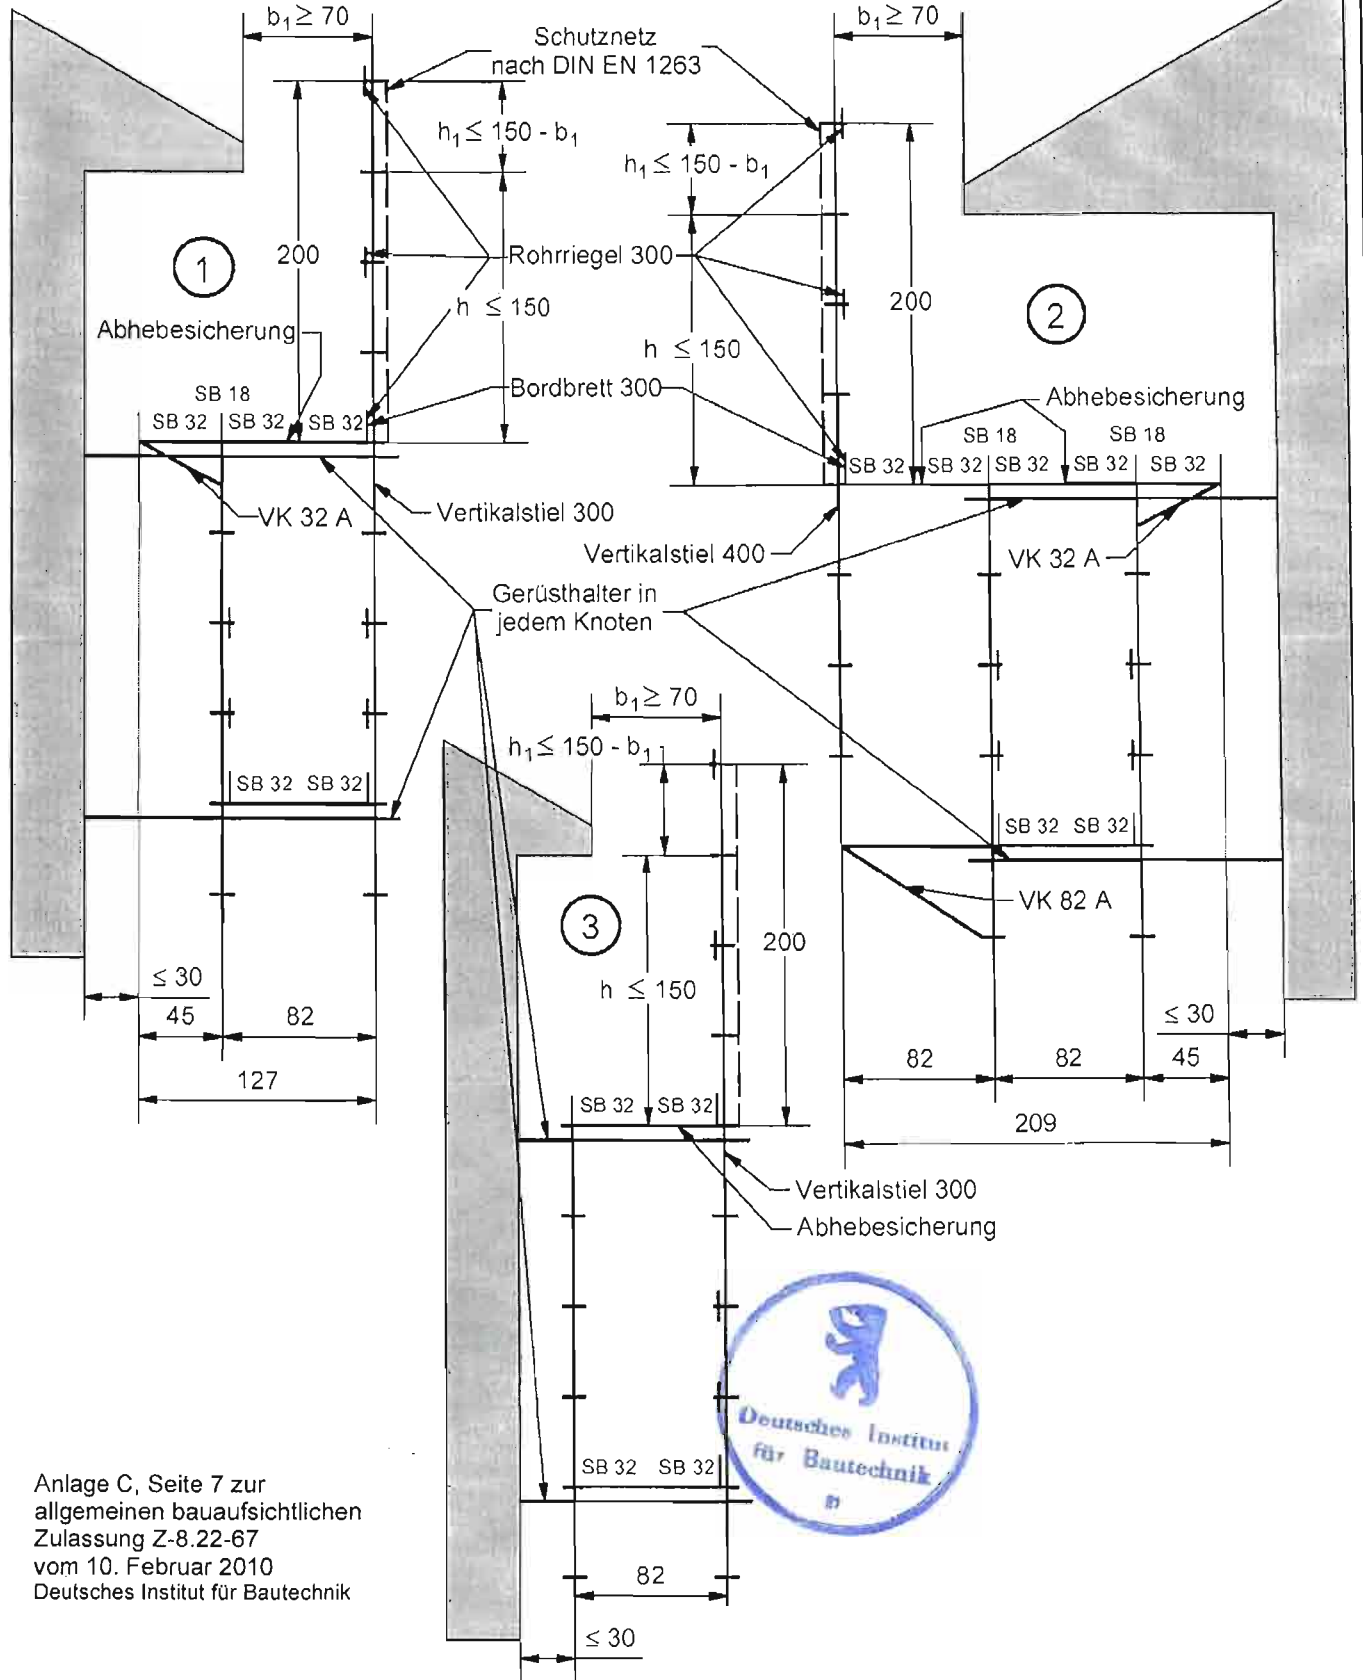 b₁ ≥ 70
b₁ ≥ 70
Schutznetz
nach DIN EN 1263
h₁ ≤ 150 - b₁
200
1
Rohrriegel 300
h ≤ 150
Abhebesicherung
Bordbrett 300
SB 18
SB 32 SB 32 SB 32
VK 32 A
Vertikalstiel 300
SB 32 SB 32
≤ 30
45 82
127
h₁ ≤ 150 - b₁
200
2
h ≤ 150
Abhebesicherung
SB 18 SB 18
SB 32 SB 32 SB 32 SB 32 SB 32
Vertikalstiel 400
VK 32 A
Gerüsthalter in
jedem Knoten
SB 32 SB 32
VK 82 A
≤ 30
82 82 45
209
b₁ ≥ 70
h₁ ≤ 150 - b₁
3
200
h ≤ 150
SB 32 SB 32
Vertikalstiel 300
Abhebesicherung
SB 32 SB 32
82
≤ 30
Deutsches Institut
für Bautechnik
Anlage C, Seite 7 zur
allgemeinen bauaufsichtlichen
Zulassung Z-8.22-67
vom 10. Februar 2010
Deutsches Institut für Bautechnik